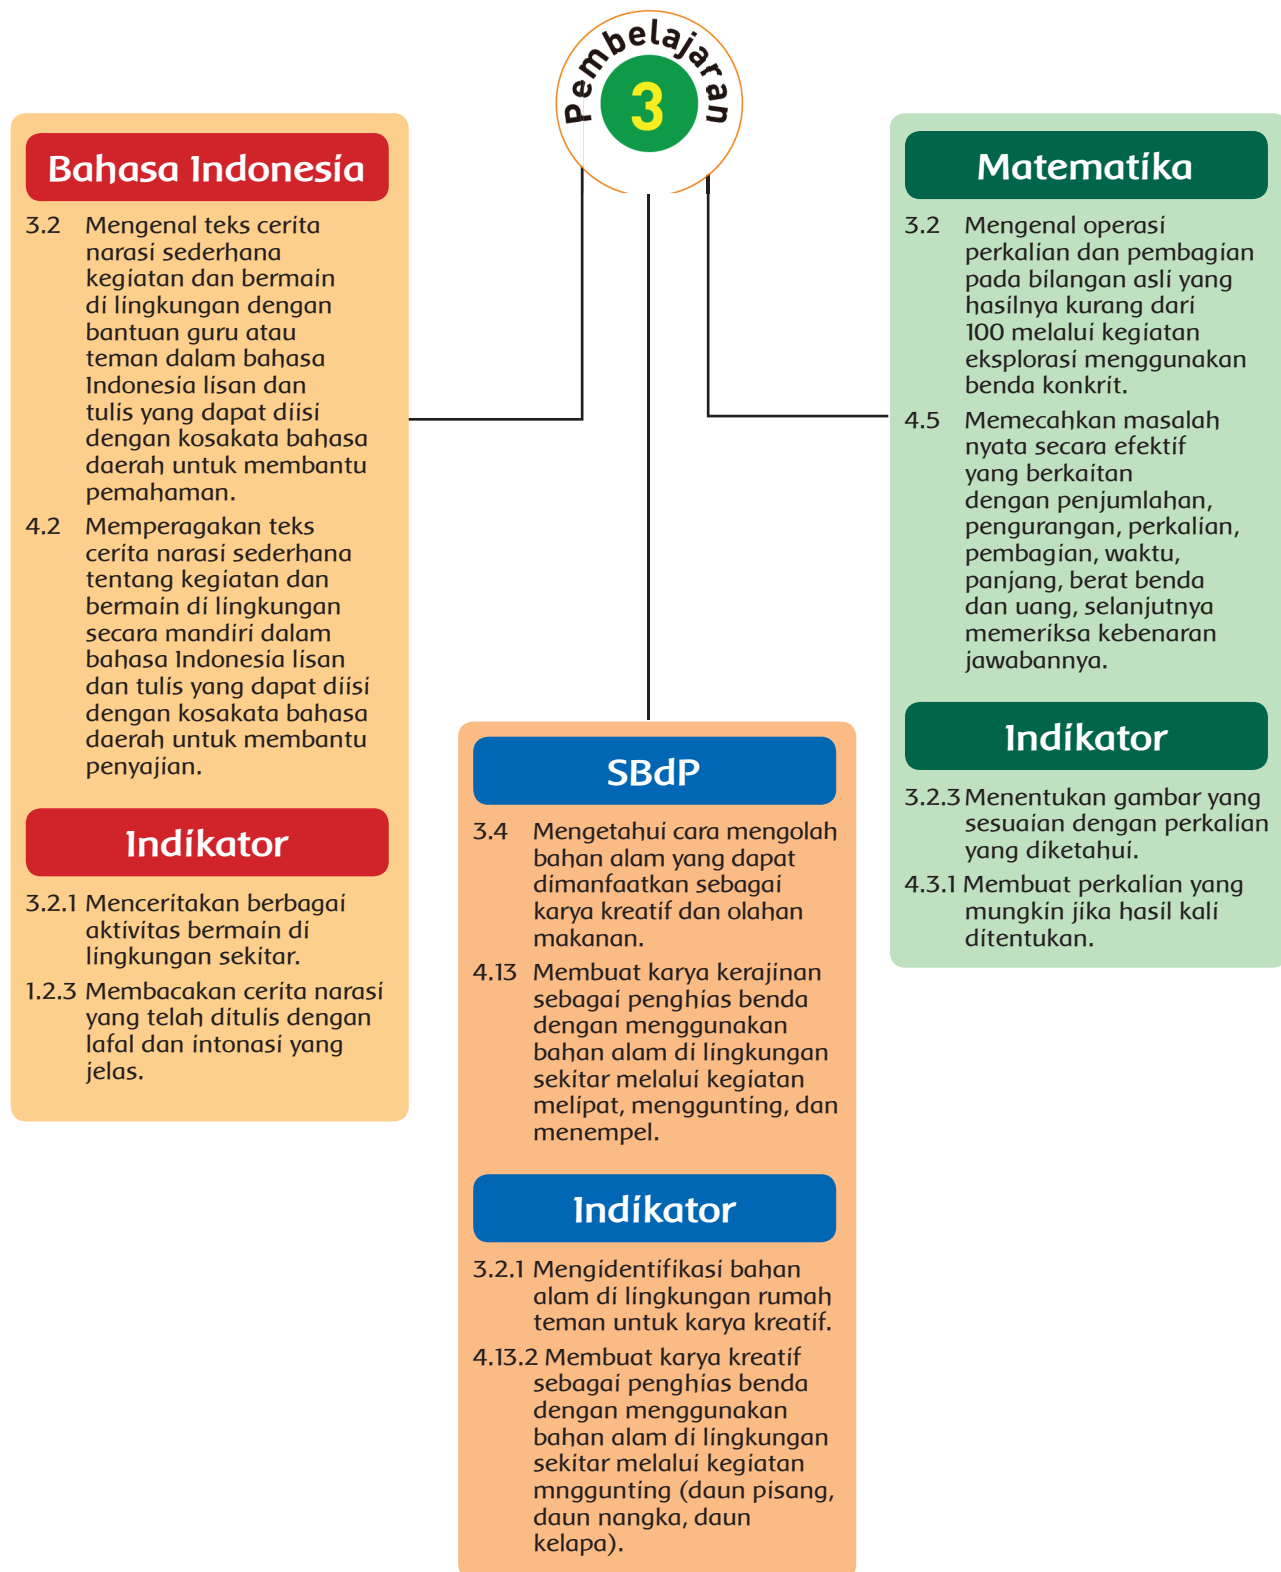 Pembelajaran
3
Bahasa Indonesia
3.2 Mengenal teks cerita
narasi sederhana
kegiatan dan bermain
di lingkungan dengan
bantuan guru atau
teman dalam bahasa
Indonesia lisan dan
tulis yang dapat diisi
dengan kosakata bahasa
daerah untuk membantu
pemahaman.
4.2 Memperagakan teks
cerita narasi sederhana
tentang kegiatan dan
bermain di lingkungan
secara mandiri dalam
bahasa Indonesia lisan
dan tulis yang dapat diisi
dengan kosakata bahasa
daerah untuk membantu
penyajian.
Indikator
3.2.1 Menceritakan berbagai
aktivitas bermain di
lingkungan sekitar.
1.2.3 Membacakan cerita narasi
yang telah ditulis dengan
lafal dan intonasi yang
jelas.
SBdP
3.4 Mengetahui cara mengolah
bahan alam yang dapat
dimanfaatkan sebagai
karya kreatif dan olahan
makanan.
4.13 Membuat karya kerajinan
sebagai penghias benda
dengan menggunakan
bahan alam di lingkungan
sekitar melalui kegiatan
melipat, menggunting, dan
menempel.
Indikator
3.2.1 Mengidentifikasi bahan
alam di lingkungan rumah
teman untuk karya kreatif.
4.13.2 Membuat karya kreatif
sebagai penghias benda
dengan menggunakan
bahan alam di lingkungan
sekitar melalui kegiatan
mnggunting (daun pisang,
daun nangka, daun
kelapa).
Matematika
3.2 Mengenal operasi
perkalian dan pembagian
pada bilangan asli yang
hasilnya kurang dari
100 melalui kegiatan
eksplorasi menggunakan
benda konkrit.
4.5 Memecahkan masalah
nyata secara efektif
yang berkaitan
dengan penjumlahan,
pengurangan, perkalian,
pembagian, waktu,
panjang, berat benda
dan uang, selanjutnya
memeriksa kebenaran
jawabannya.
Indikator
3.2.3 Menentukan gambar yang
sesuaian dengan perkalian
yang diketahui.
4.3.1 Membuat perkalian yang
mungkin jika hasil kali
ditentukan.